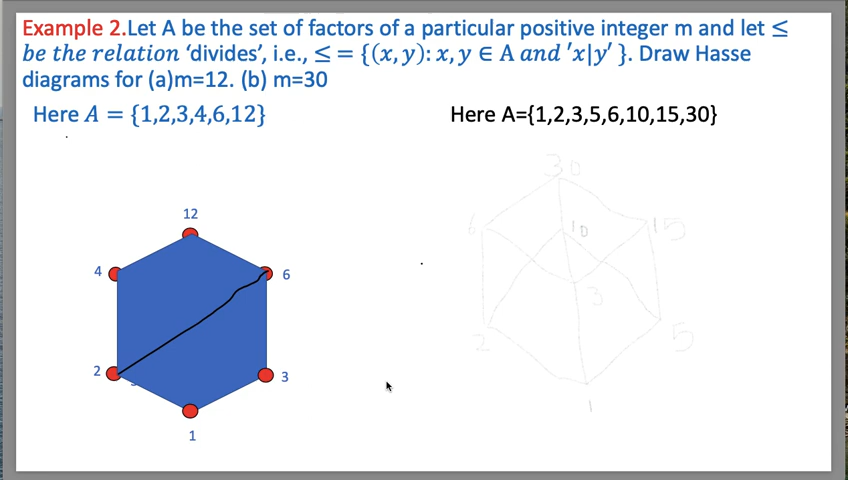 Example 2.Let A be the set of factors of a particular positive integer m and let ≤
be the relation ‘divides’, i.e., ≤ = {(x, y): x, y ∈ A and ′x|y′ }. Draw Hasse
diagrams for (a)m=12. (b) m=30
Here A = {1,2,3,4,6,12}
Here A={1,2,3,5,6,10,15,30}
30
12
6
10
15
4
6
3
2
5
2
3
1
1